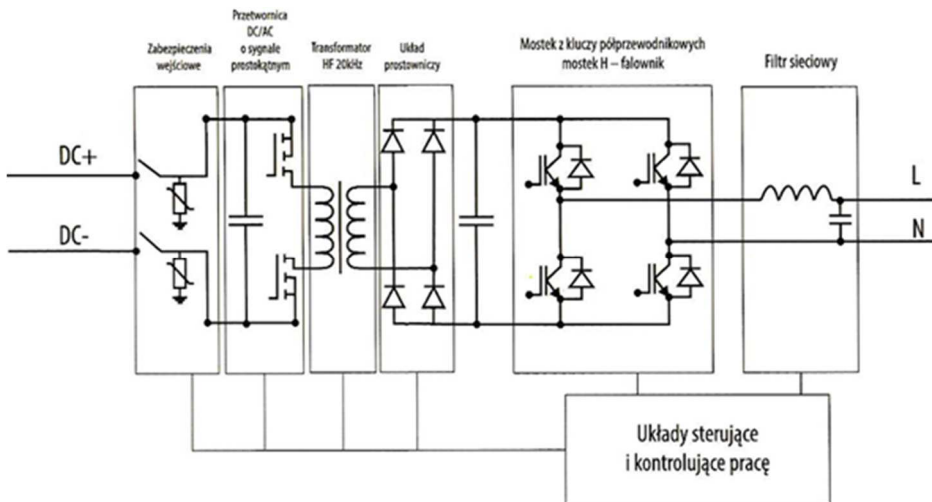 Zabezpieczenia
wejściowe
Przetwornica
DC/AC
o sygnale
prostokątnym
Transformator
HF 20kHz
Układ
prostowniczy
Mostek z kluczy półprzewodnikowych
mostek H – falownik
Filtr sieciowy
DC+
DC-
L
N
Układy sterujące
i kontrolujące pracę